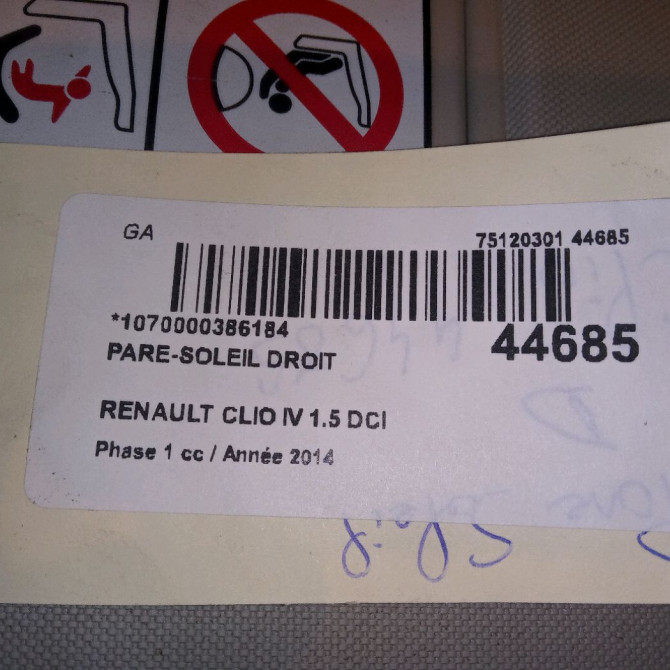 GA
75120301 44685
*1070000386184
44685
PARE-SOLEIL DROIT
RENAULT CLIO IV 1.5 DCI
Phase 1 cc / Année 2014